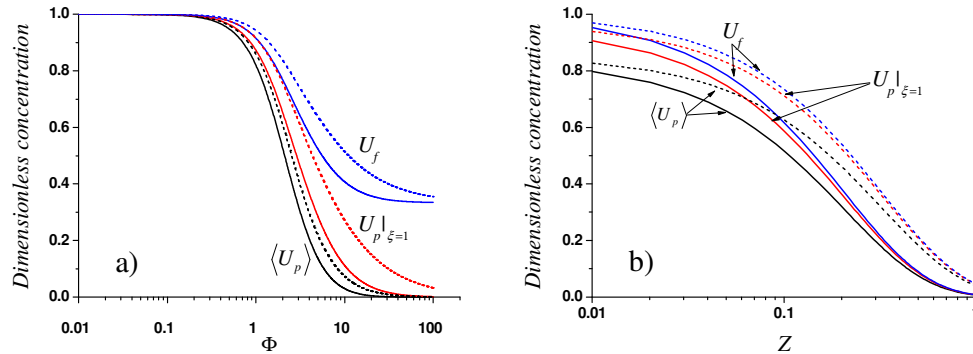 Dimensionless concentration
1.0
0.8
0.6
0.4
0.2
0.0
U_f
U_p|_{ξ=1}
⟨U_p⟩
a)
0.01 0.1 1 10 100
Φ
Dimensionless concentration
1.0
0.8
0.6
0.4
0.2
0.0
U_f
U_p|_{ξ=1}
⟨U_p⟩
b)
0.01 0.1
Z